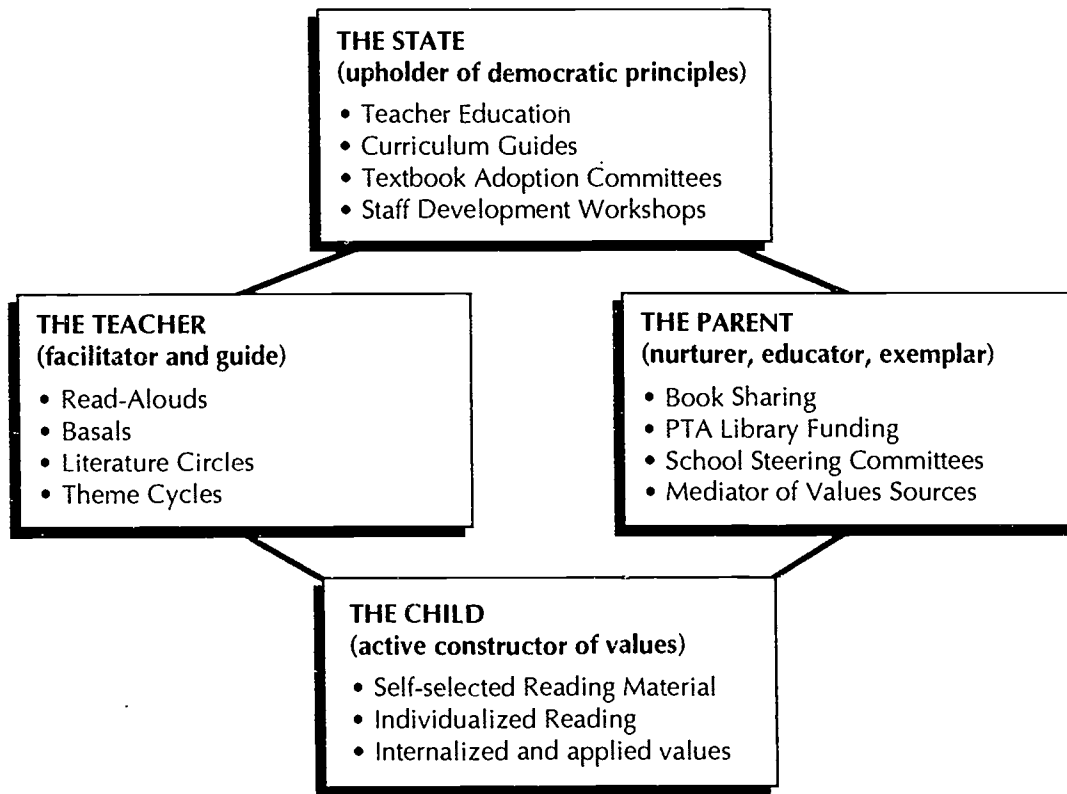 THE STATE
(upholder of democratic principles)
• Teacher Education
• Curriculum Guides
• Textbook Adoption Committees
• Staff Development Workshops
THE TEACHER
(facilitator and guide)
• Read-Alouds
• Basals
• Literature Circles
• Theme Cycles
THE PARENT
(nurturer, educator, exemplar)
• Book Sharing
• PTA Library Funding
• School Steering Committees
• Mediator of Values Sources
THE CHILD
(active constructor of values)
• Self-selected Reading Material
• Individualized Reading
• Internalized and applied values